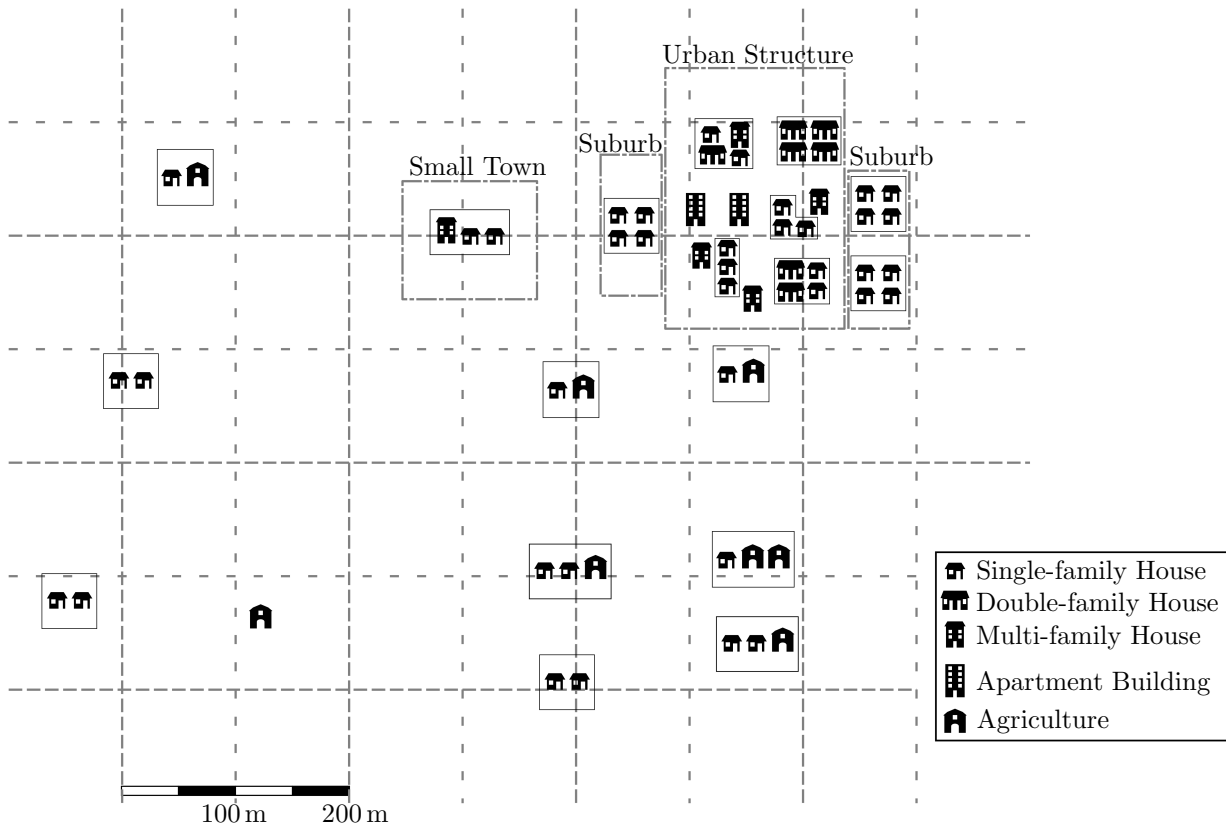 Urban Structure
Suburb
Suburb
Small Town
Single-family House
Double-family House
Multi-family House
Apartment Building
Agriculture
100 m
200 m